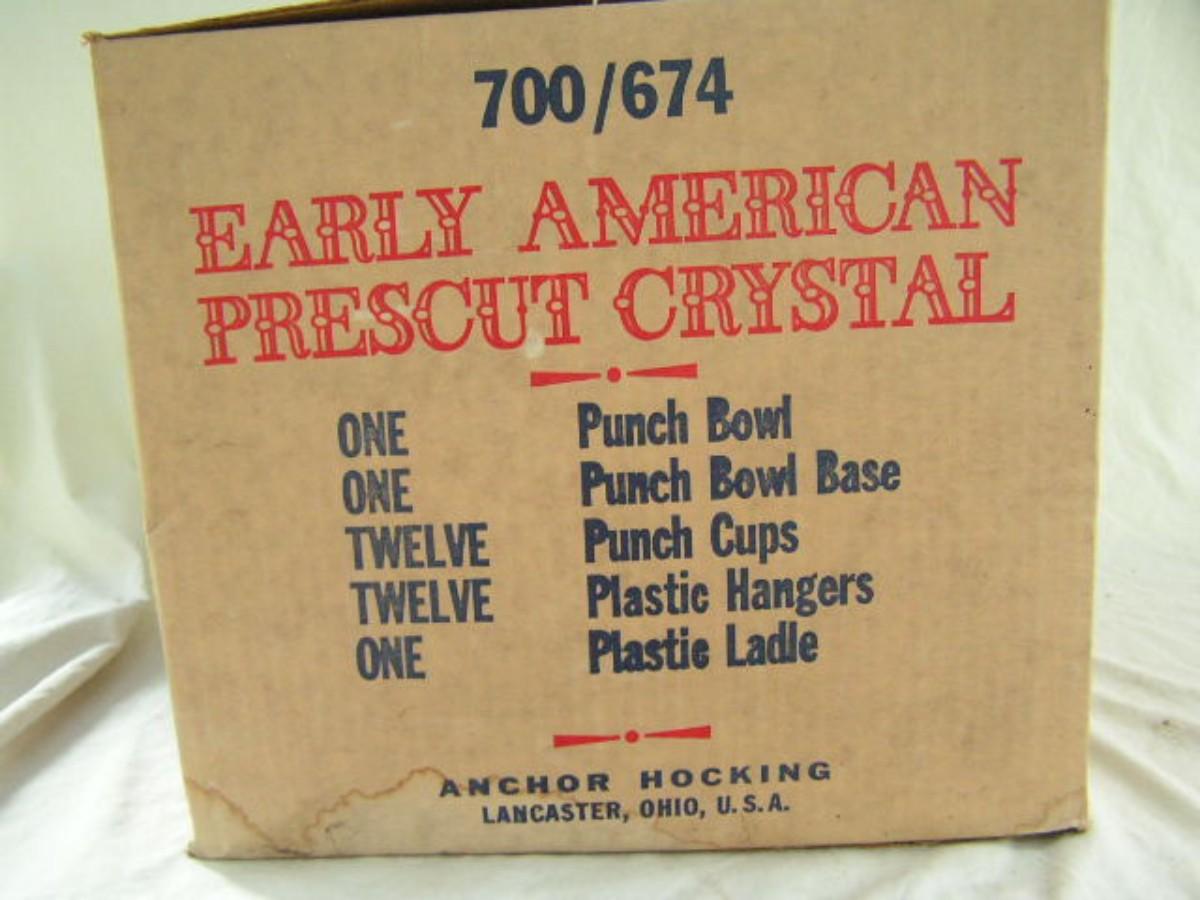 700/674
EARLY AMERICAN
PRESCUT CRYSTAL
ONE Punch Bowl
ONE Punch Bowl Base
TWELVE Punch Cups
TWELVE Plastic Hangers
ONE Plastic Ladle
ANCHOR HOCKING
LANCASTER, OHIO, U.S.A.